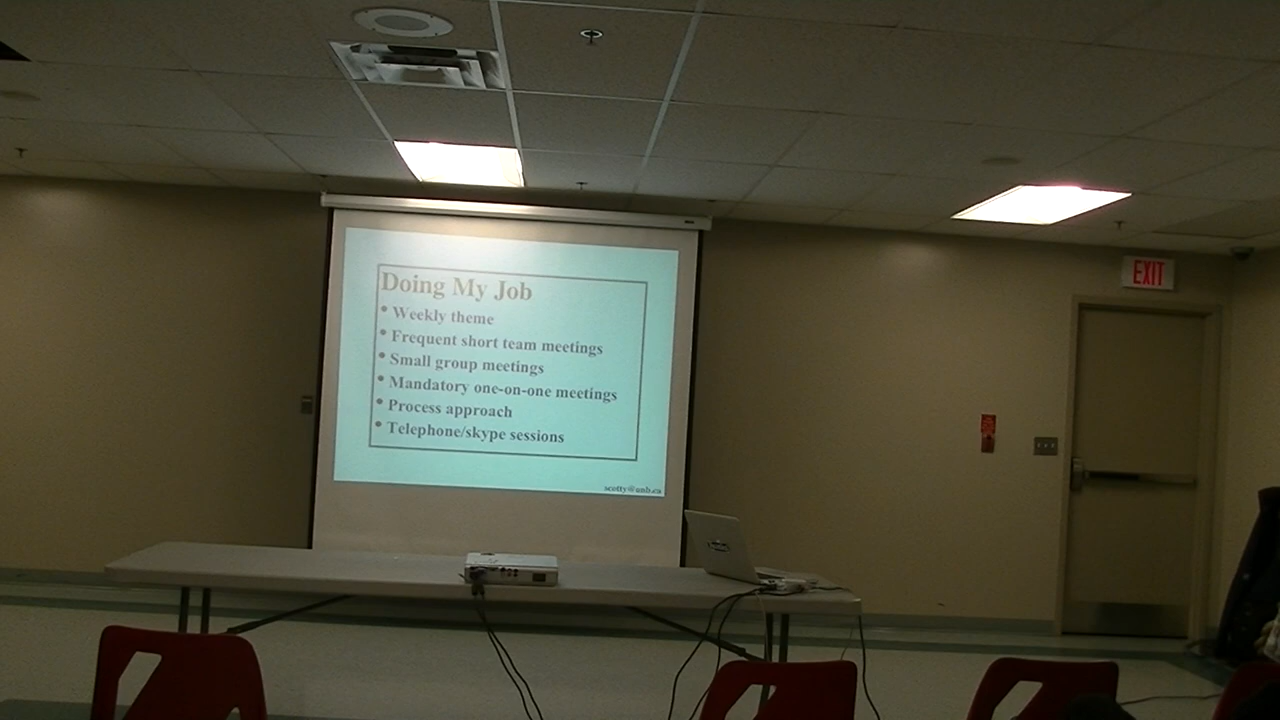 EXIT
Doing My Job
• Weekly theme
• Frequent short team meetings
• Small group meetings
• Mandatory one-on-one meetings
• Process approach
• Telephone/skype sessions
scotty@unb.ca